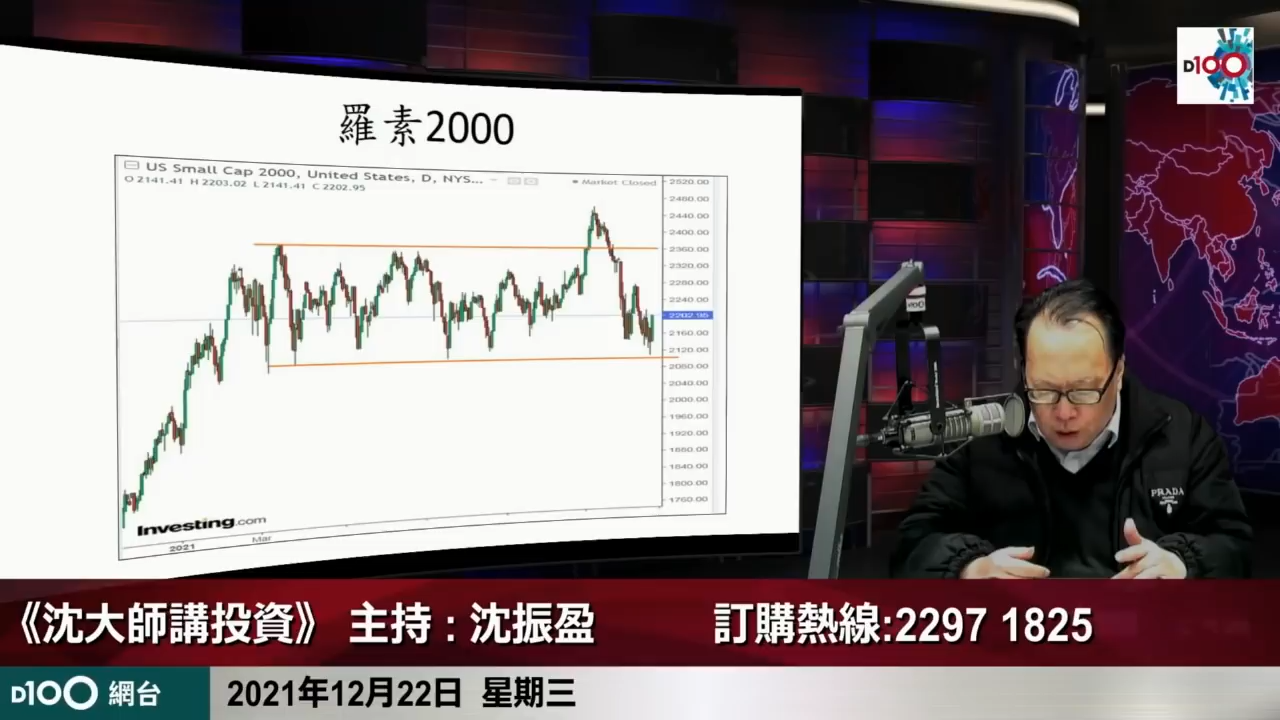 D100
羅素2000
US Small Cap 2000, United States, D, NYS...
O 2141.41 H 2203.02 L 2141.41 C 2202.95
Market Closed
2520.00
2480.00
2440.00
2400.00
2360.00
2320.00
2280.00
2240.00
2202.95
2160.00
2120.00
2080.00
2040.00
2000.00
1960.00
1920.00
1880.00
1840.00
1800.00
1760.00
Investing.com
2021
Mar
PRADA
《沈大師講投資》 主持：沈振盈 訂購熱線:2297 1825
D100 網台 2021年12月22日 星期三